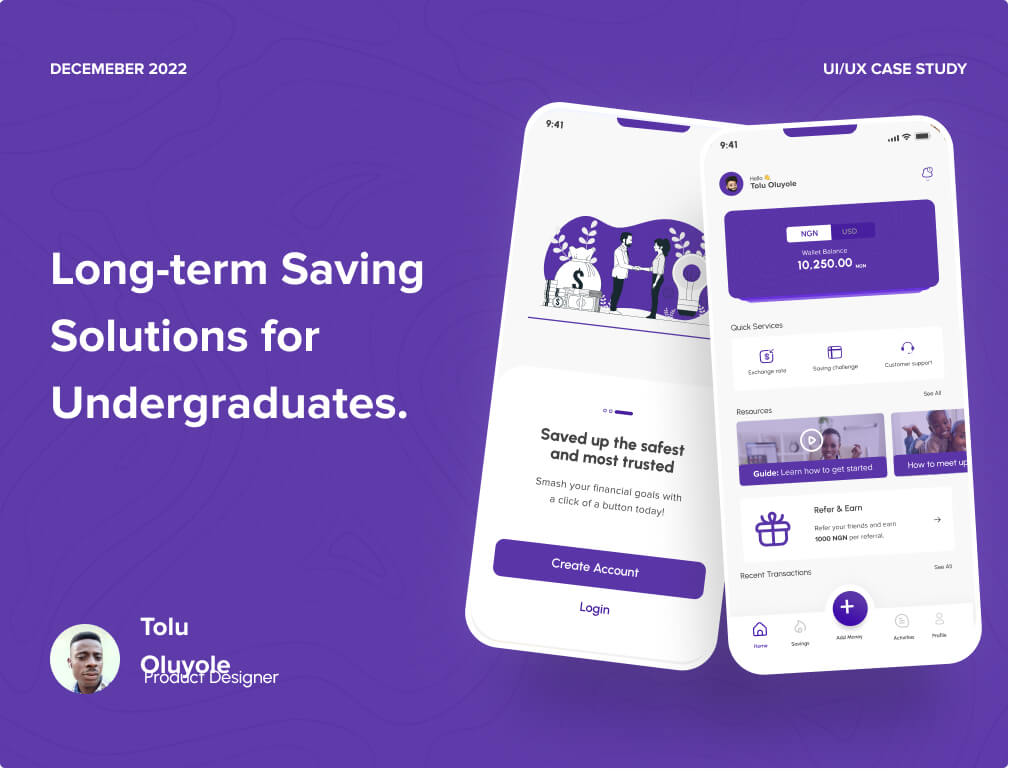 DECEMEBER 2022
UI/UX CASE STUDY
Long-term Saving
Solutions for
Undergraduates.
Tolu
Oluyole
Product Designer
9:41
$
$
Saved up the safest
and most trusted
Smash your financial goals with
a click of a button today!
Create Account
Login
9:41
Hello 👋
Tolu Oluyole
NGN USD
Wallet Balance
10,250.00 NGN
Quick Services
$
Exchange rate
Saving challenge
Customer support
See All
Resources
Guide: Learn how to get started
How to meet up
Refer & Earn
Refer your friends and earn
1000 NGN per referral.
Recent Transactions
See All
Home
Savings
Add Money
Activities
Profile